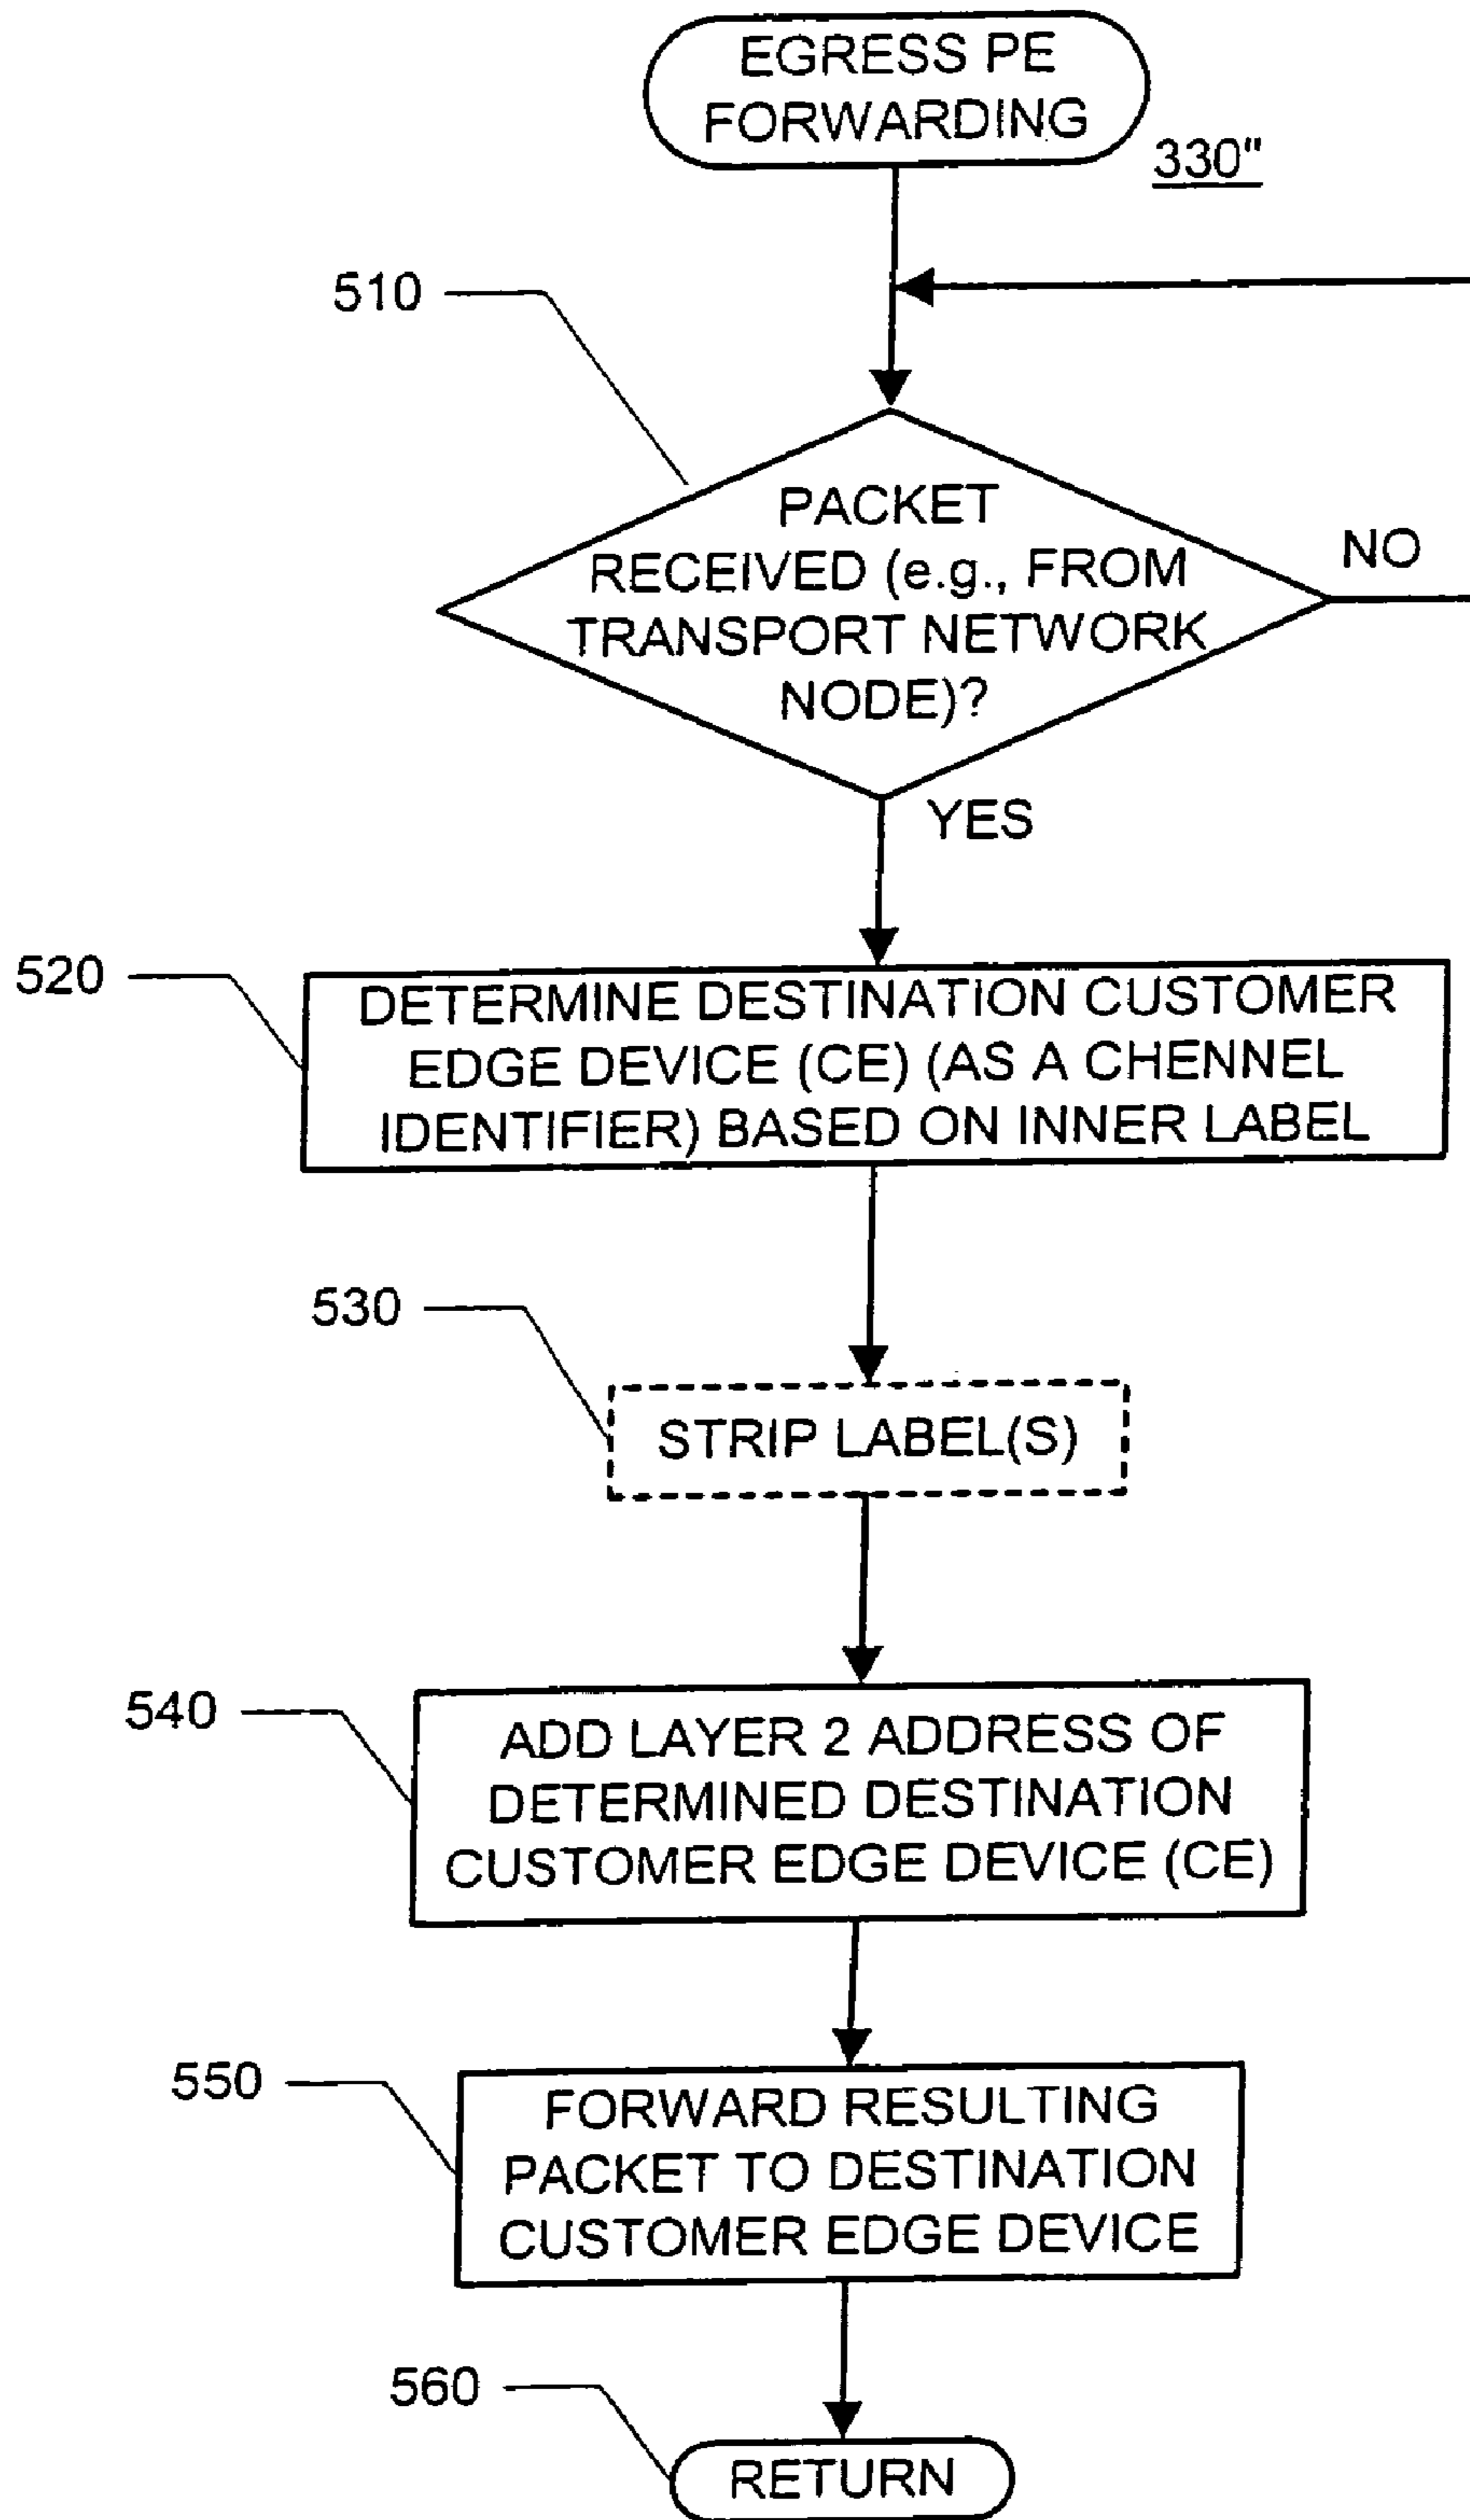 EGRESS PE
FORWARDING
330"
510
PACKET
RECEIVED (e.g., FROM
TRANSPORT NETWORK
NODE)?
NO
YES
520
DETERMINE DESTINATION CUSTOMER
EDGE DEVICE (CE) (AS A CHENNEL
IDENTIFIER) BASED ON INNER LABEL
530
STRIP LABEL(S)
540
ADD LAYER 2 ADDRESS OF
DETERMINED DESTINATION
CUSTOMER EDGE DEVICE (CE)
550
FORWARD RESULTING
PACKET TO DESTINATION
CUSTOMER EDGE DEVICE
560
RETURN